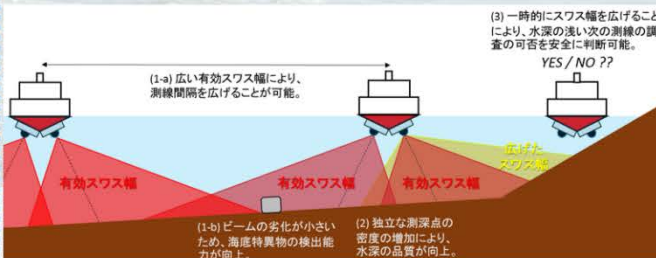 (3) 一時的にスワス幅を広げること
により、水深の浅い次の測線の調
査の可否を安全に判断可能。
YES / NO ??
(1-a) 広い有効スワス幅により、
測線間隔を広げることが可能。
広げた
スワス幅
有効スワス幅
有効スワス幅
有効スワス幅
(1-b) ビームの劣化が小さい
ため、海底特異物の検出能
力が向上。
(2) 独立な測深点の
密度の増加により、
水深の品質が向上。